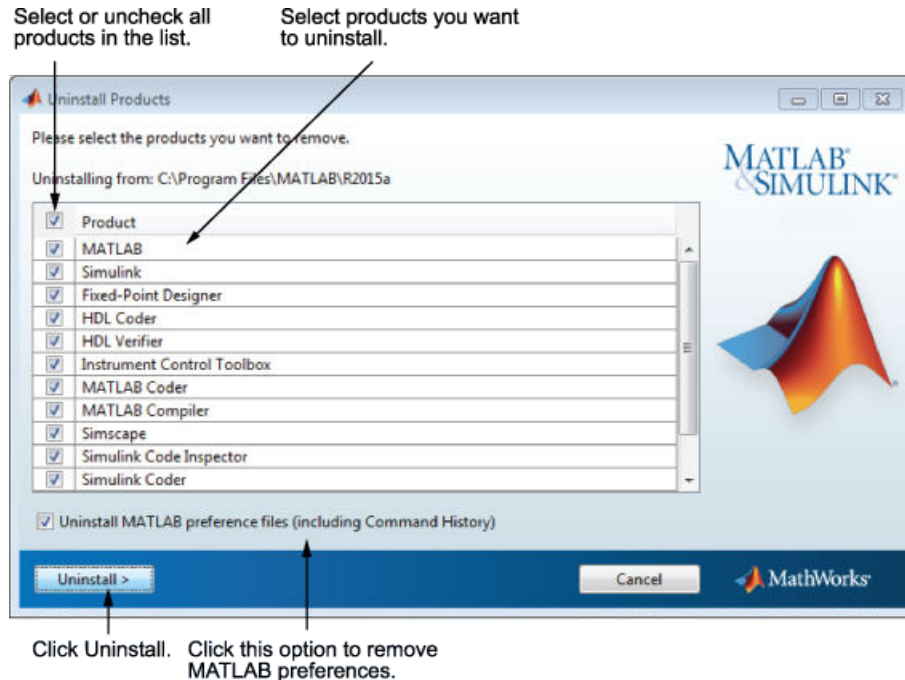 Select or uncheck all
products in the list.
Select products you want
to uninstall.
Uninstall Products
Please select the products you want to remove.
Uninstalling from: C:\Program Files\MATLAB\R2015a
MATLAB®
&SIMULINK®
Product
MATLAB
Simulink
Fixed-Point Designer
HDL Coder
HDL Verifier
Instrument Control Toolbox
MATLAB Coder
MATLAB Compiler
Simscape
Simulink Code Inspector
Simulink Coder
Uninstall MATLAB preference files (including Command History)
Uninstall >
Cancel
MathWorks®
Click Uninstall.
Click this option to remove
MATLAB preferences.